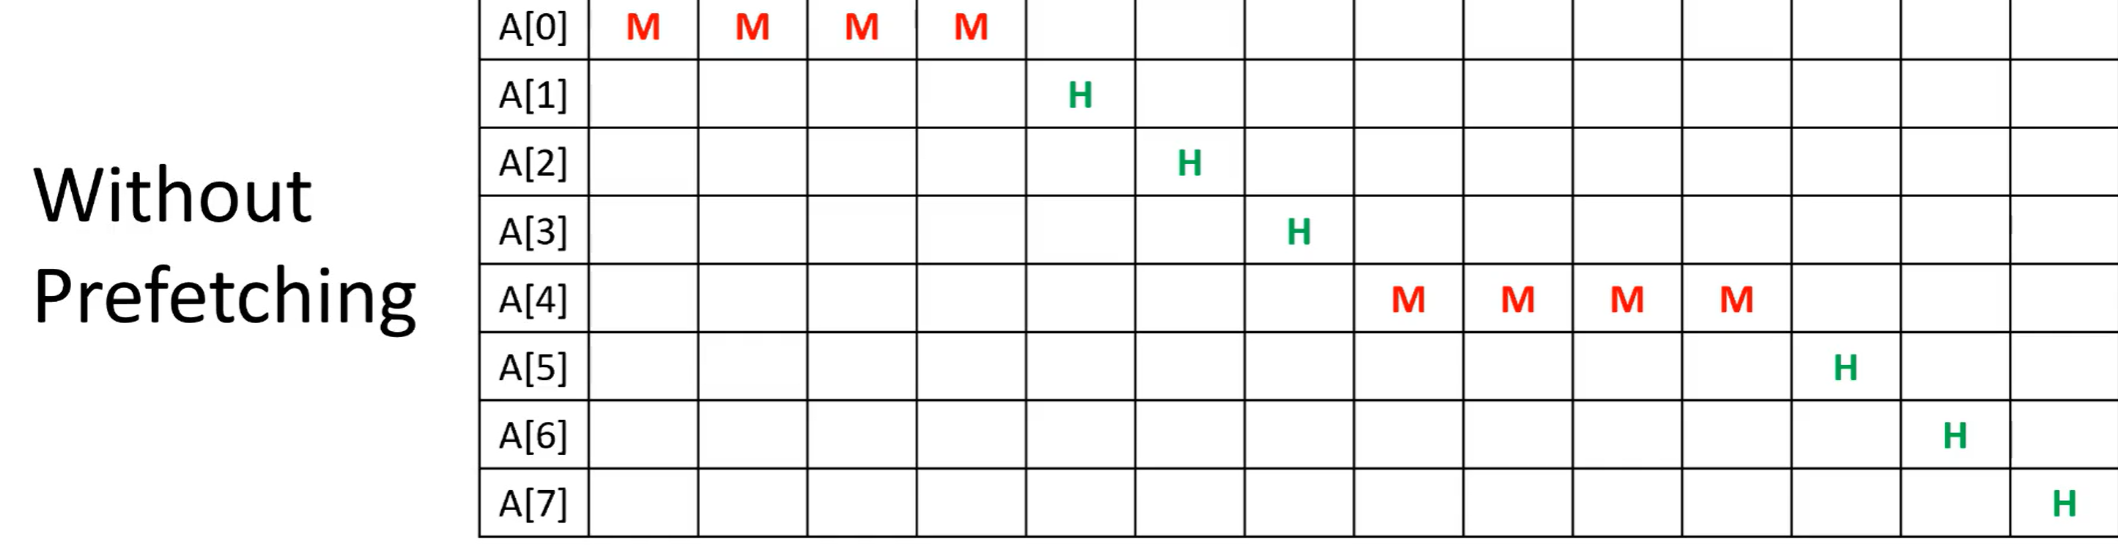 A[0] M M M M
A[1] H
A[2] H
Without
A[3] H
Prefetching
A[4] M M M M
A[5] H
A[6] H
A[7] H